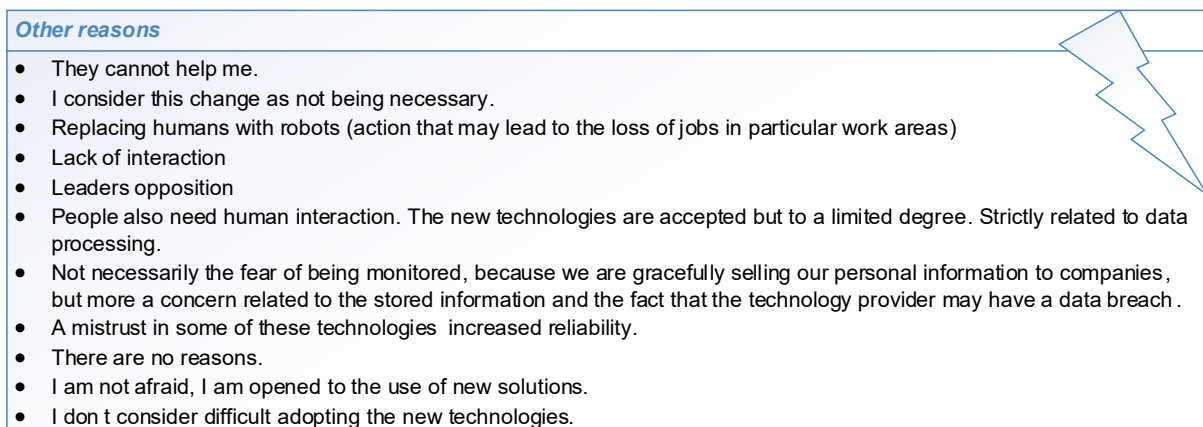 Other reasons
• They cannot help me.
• I consider this change as not being necessary.
• Replacing humans with robots (action that may lead to the loss of jobs in particular work areas)
• Lack of interaction
• Leaders opposition
• People also need human interaction. The new technologies are accepted but to a limited degree. Strictly related to data
processing.
• Not necessarily the fear of being monitored, because we are gracefully selling our personal information to companies,
but more a concern related to the stored information and the fact that the technology provider may have a data breach.
• A mistrust in some of these technologies increased reliability.
• There are no reasons.
• I am not afraid, I am opened to the use of new solutions.
• I don t consider difficult adopting the new technologies.